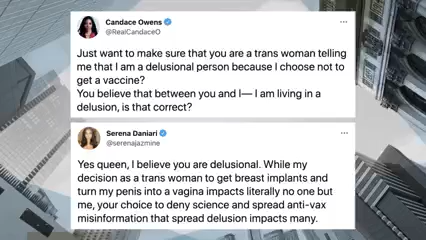 Candace Owens
@RealCandaceO
Just want to make sure that you are a trans woman telling
me that I am a delusional person because I choose not to
get a vaccine?
You believe that between you and I— I am living in a
delusion, is that correct?
Serena Daniari
@serenajazmine
Yes queen, I believe you are delusional. While my
decision as a trans woman to get breast implants and
turn my penis into a vagina impacts literally no one but
me, your choice to deny science and spread anti-vax
misinformation that spread delusion impacts many.